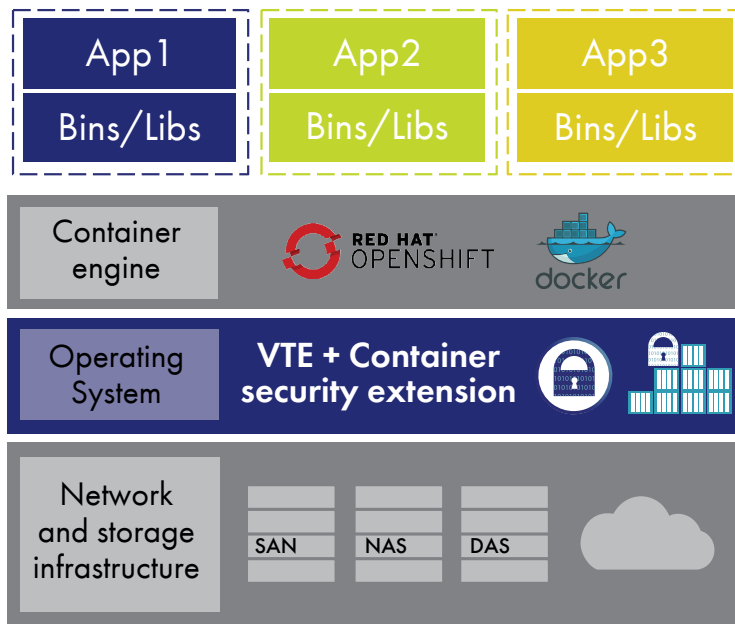 App1
App2
App3
Bins/Libs
Bins/Libs
Bins/Libs
Container
engine
RED HAT
OPENSHIFT
docker
Operating
System
VTE + Container
security extension
Network
and storage
infrastructure
SAN
NAS
DAS